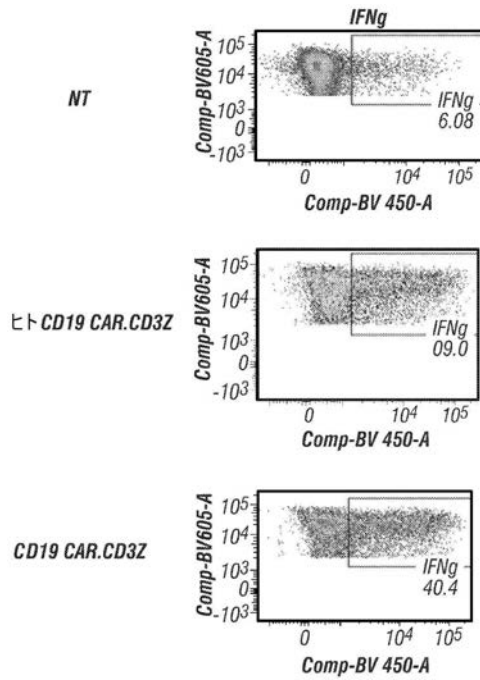 IFNg
NT
Comp-BV605-A
10⁵
10⁴
10³
0
-10³
IFNg
6.08
0
10⁴
10⁵
Comp-BV 450-A
ヒトCD19 CAR.CD3Z
Comp-BV605-A
10⁵
10⁴
10³
0
-10³
IFNg
09.0
0
10⁴
10⁵
Comp-BV 450-A
CD19 CAR.CD3Z
Comp-BV605-A
10⁵
10⁴
10³
0
-10³
IFNg
40.4
0
10⁴
10⁵
Comp-BV 450-A